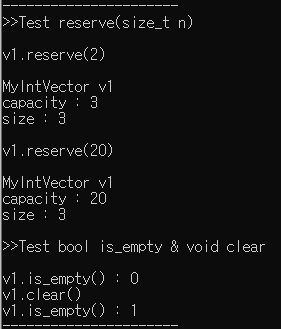 ----------------------
>>Test reserve(size_t n)
v1.reserve(2)
MyIntVector v1
capacity : 3
size : 3
v1.reserve(20)
MyIntVector v1
capacity : 20
size : 3
>>Test bool is_empty & void clear
v1.is_empty() : 0
v1.clear()
v1.is_empty() : 1
----------------------